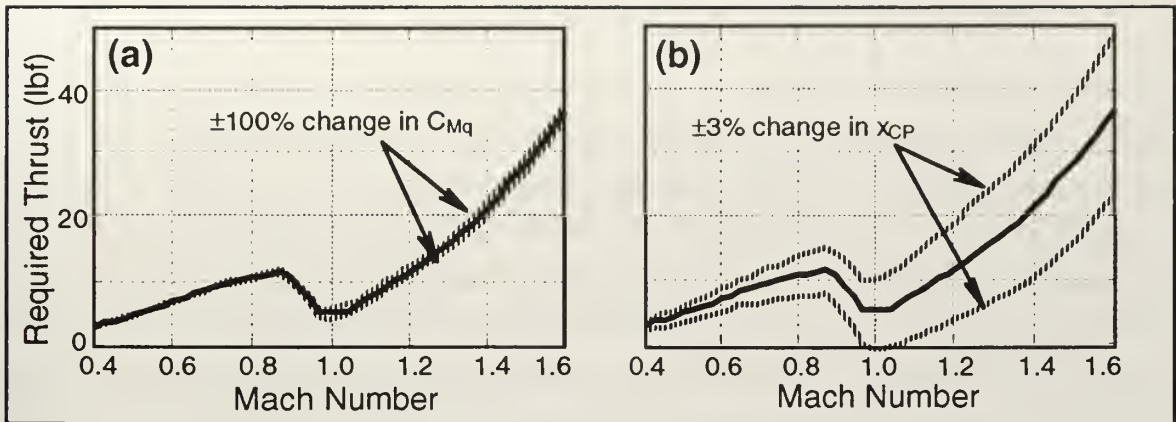 (a)
Required Thrust (lbf)
40
20
0
±100% change in CMq
0.4 0.6 0.8 1.0 1.2 1.4 1.6
Mach Number
(b)
±3% change in xCP
0.4 0.6 0.8 1.0 1.2 1.4 1.6
Mach Number